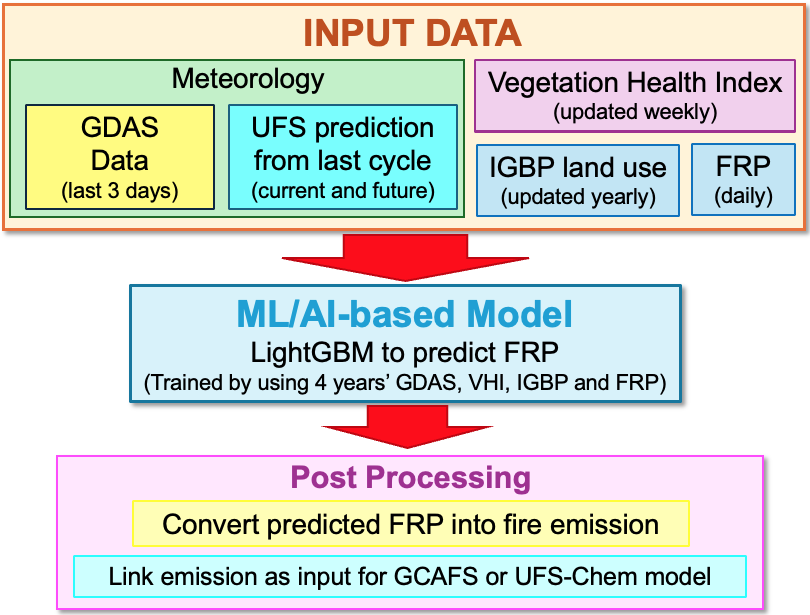 INPUT DATA
Meteorology
GDAS
Data
(last 3 days)
UFS prediction
from last cycle
(current and future)
Vegetation Health Index
(updated weekly)
IGBP land use
(updated yearly)
FRP
(daily)
ML/AI-based Model
LightGBM to predict FRP
(Trained by using 4 years’ GDAS, VHI, IGBP and FRP)
Post Processing
Convert predicted FRP into fire emission
Link emission as input for GCAFS or UFS-Chem model